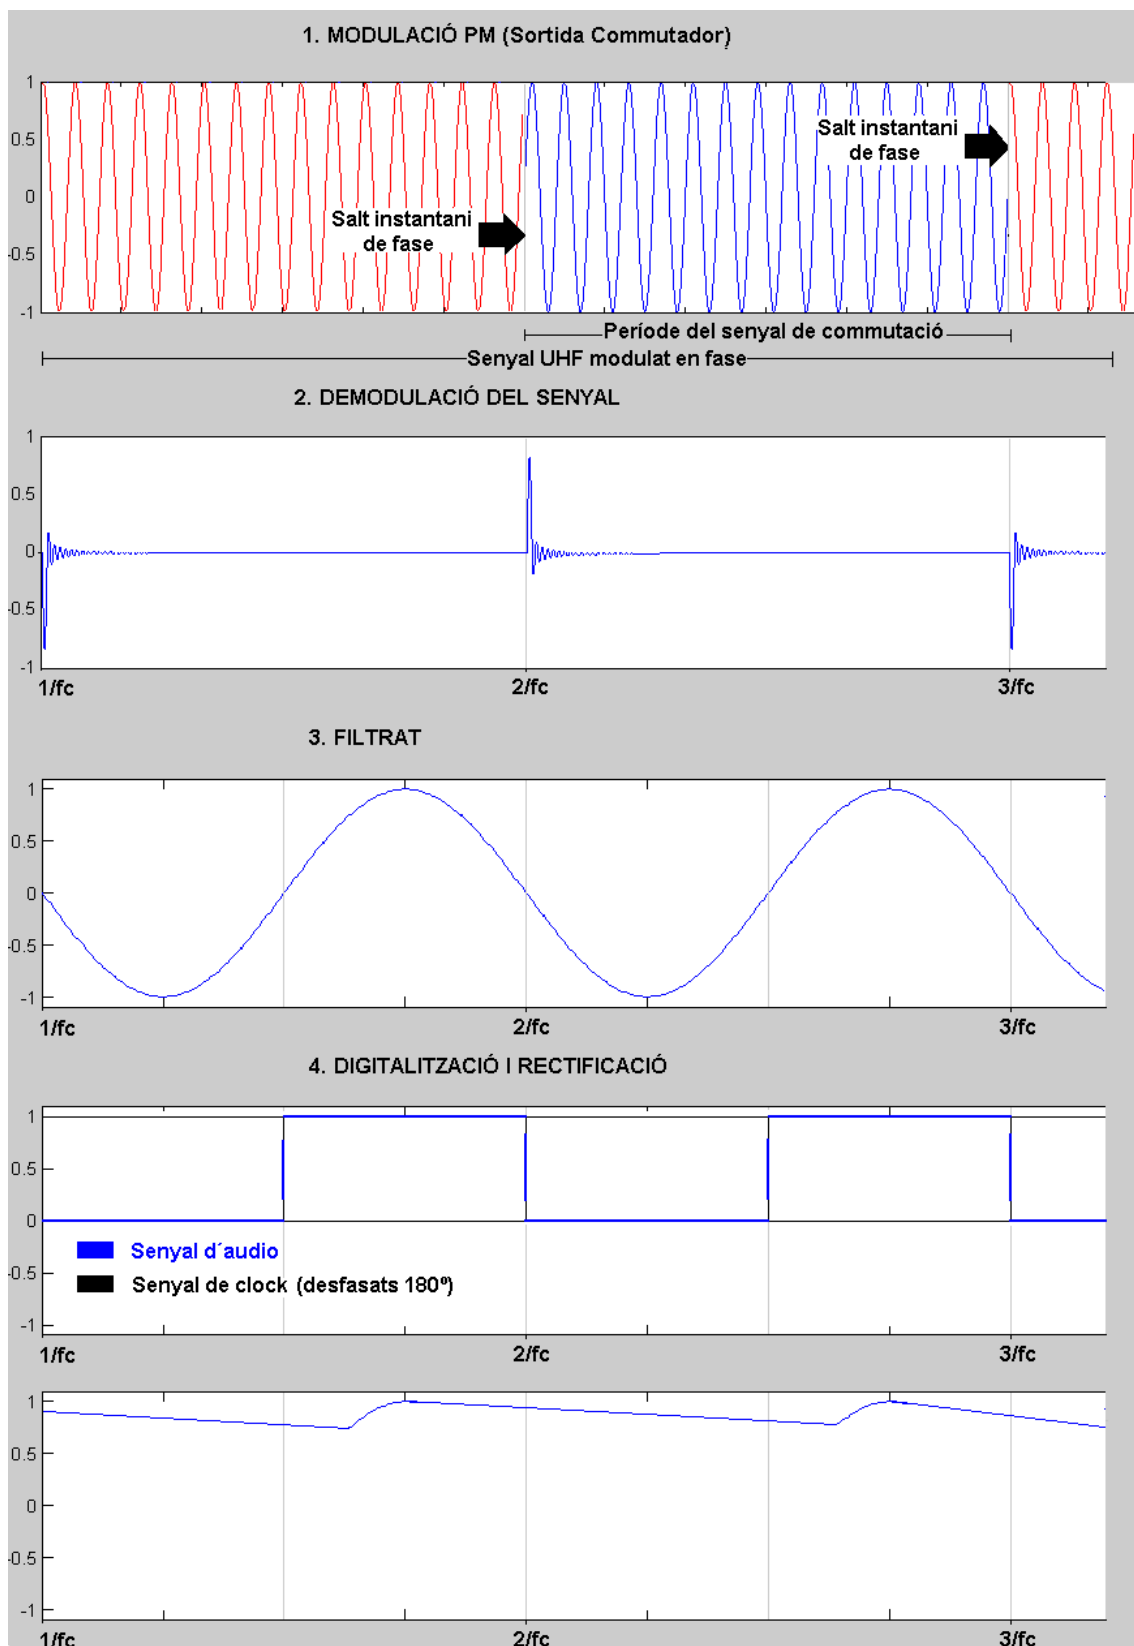 1. MODULACIÓ PM (Sortida Commutador)
1
0.5
0
-0.5
-1
Salt instantani
de fase
Salt instantani
de fase
Període del senyal de commutació
Senyal UHF modulat en fase
2. DEMODULACIÓ DEL SENYAL
1
0.5
0
-0.5
-1
1/fc 2/fc 3/fc
3. FILTRAT
1
0.5
0
-0.5
-1
1/fc 2/fc 3/fc
4. DIGITALITZACIÓ I RECTIFICACIÓ
1
0.5
0
-0.5
-1
Senyal d´audio
Senyal de clock (desfasats 180º)
1/fc 2/fc 3/fc
1
0.5
0
-0.5
-1
1/fc 2/fc 3/fc